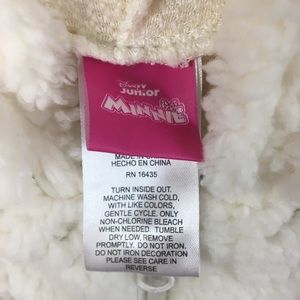 Disney
JUNIOR
MINNIE
MADE IN
HECHO EN CHINA
RN 16435
TURN INSIDE OUT.
MACHINE WASH COLD,
WITH LIKE COLORS,
GENTLE CYCLE. ONLY
NON-CHLORINE BLEACH
WHEN NEEDED. TUMBLE
DRY LOW, REMOVE
PROMPTLY. DO NOT IRON.
DO NOT IRON DECORATION
PLEASE SEE CARE IN
REVERSE